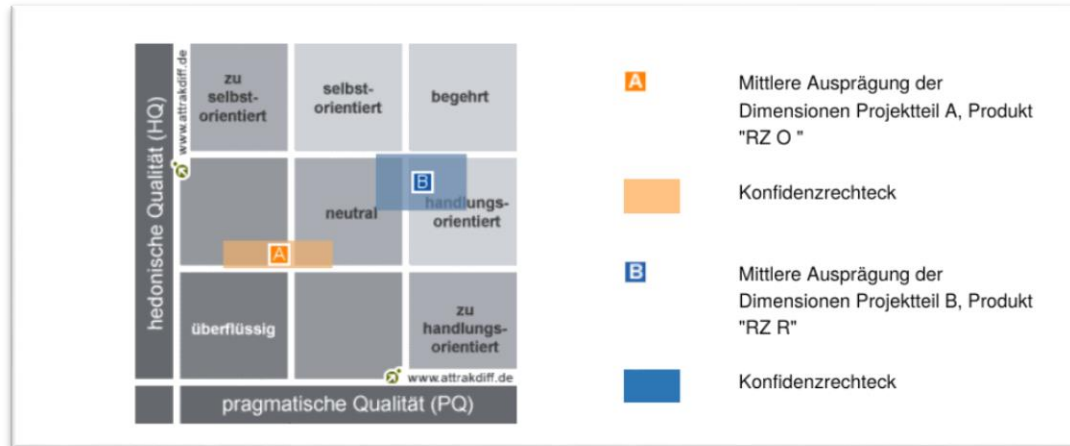 hedonische Qualität (HQ)
www.attrakdiff.de
zu
selbst-
orientiert
selbst-
orientiert
begehrt
neutral
B
handlungs-
orientiert
A
überflüssig
zu
handlungs-
orientiert
www.attrakdiff.de
pragmatische Qualität (PQ)
A
Mittlere Ausprägung der
Dimensionen Projektteil A, Produkt
"RZ O "
Konfidenzrechteck
B
Mittlere Ausprägung der
Dimensionen Projektteil B, Produkt
"RZ R"
Konfidenzrechteck